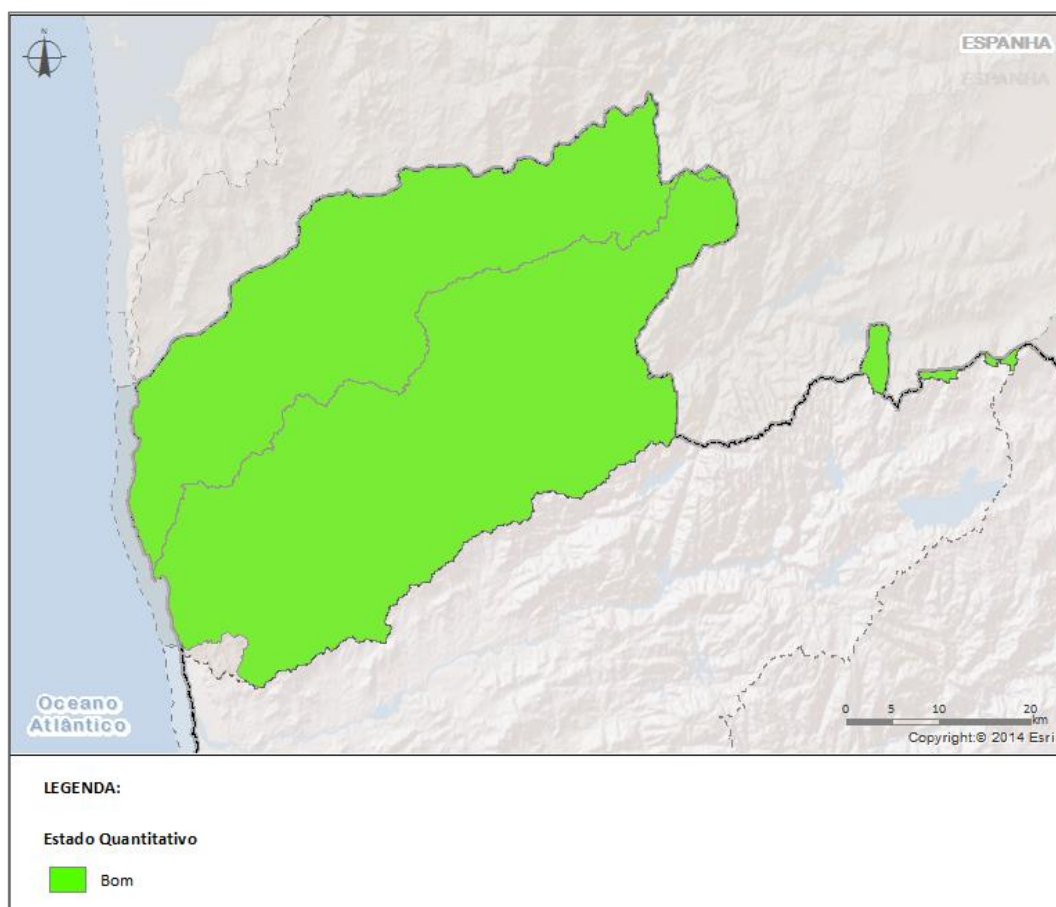 N
ESPANHA
ESPANHA
Oceano
Atlântico
0 5 10 20
km
Copyright:© 2014 Esri
LEGENDA:
Estado Quantitativo
Bom